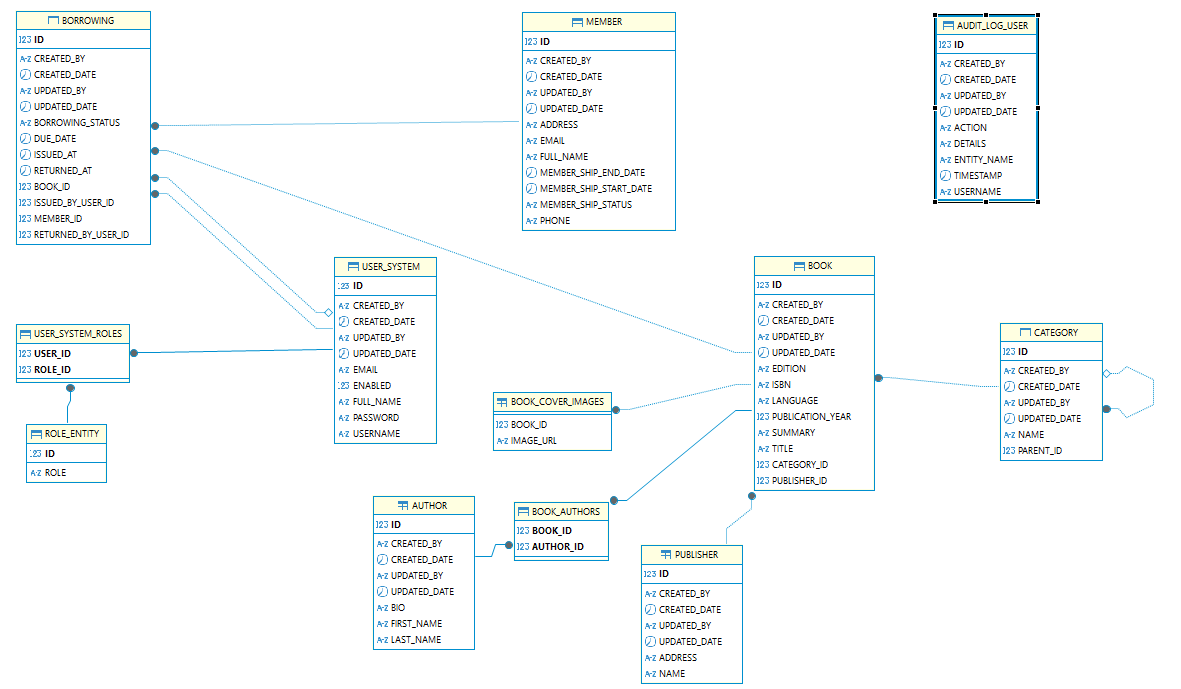 BORROWING
123 ID
A-Z CREATED_BY
CREATED_DATE
A-Z UPDATED_BY
UPDATED_DATE
A-Z BORROWING_STATUS
DUE_DATE
ISSUED_AT
RETURNED_AT
123 BOOK_ID
123 ISSUED_BY_USER_ID
123 MEMBER_ID
123 RETURNED_BY_USER_ID
MEMBER
123 ID
A-Z CREATED_BY
CREATED_DATE
A-Z UPDATED_BY
UPDATED_DATE
A-Z ADDRESS
A-Z EMAIL
A-Z FULL_NAME
MEMBER_SHIP_END_DATE
MEMBER_SHIP_START_DATE
A-Z MEMBER_SHIP_STATUS
A-Z PHONE
AUDIT_LOG_USER
123 ID
A-Z CREATED_BY
CREATED_DATE
A-Z UPDATED_BY
UPDATED_DATE
A-Z ACTION
A-Z DETAILS
A-Z ENTITY_NAME
TIMESTAMP
A-Z USERNAME
USER_SYSTEM
123 ID
A-Z CREATED_BY
CREATED_DATE
A-Z UPDATED_BY
UPDATED_DATE
A-Z EMAIL
123 ENABLED
A-Z FULL_NAME
A-Z PASSWORD
A-Z USERNAME
BOOK
123 ID
A-Z CREATED_BY
CREATED_DATE
A-Z UPDATED_BY
UPDATED_DATE
A-Z EDITION
A-Z ISBN
A-Z LANGUAGE
123 PUBLICATION_YEAR
A-Z SUMMARY
A-Z TITLE
123 CATEGORY_ID
123 PUBLISHER_ID
USER_SYSTEM_ROLES
123 USER_ID
123 ROLE_ID
CATEGORY
123 ID
A-Z CREATED_BY
CREATED_DATE
A-Z UPDATED_BY
UPDATED_DATE
A-Z NAME
123 PARENT_ID
BOOK_COVER_IMAGES
123 BOOK_ID
A-Z IMAGE_URL
ROLE_ENTITY
123 ID
A-Z ROLE
AUTHOR
123 ID
A-Z CREATED_BY
CREATED_DATE
A-Z UPDATED_BY
UPDATED_DATE
A-Z BIO
A-Z FIRST_NAME
A-Z LAST_NAME
BOOK_AUTHORS
123 BOOK_ID
123 AUTHOR_ID
PUBLISHER
123 ID
A-Z CREATED_BY
CREATED_DATE
A-Z UPDATED_BY
UPDATED_DATE
A-Z ADDRESS
A-Z NAME